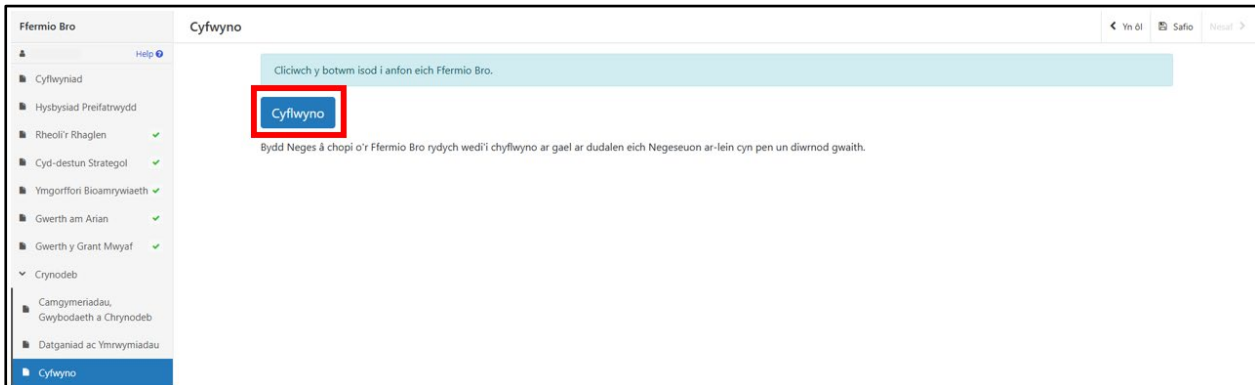 Ffermio Bro
Help
Cyflwyniad
Hysbysiad Preifatrwydd
Rheoli'r Rhaglen
Cyd-destun Strategol
Ymgorffori Bioamrywiaeth
Gwerth am Arian
Gwerth y Grant Mwyaf
Crynodeb
Camgymeriadau,
Gwybodaeth a Chrynodeb
Datganiad ac Ymrwymiadau
Cyfwyno
Cyfwyno
Yn ôl
Safio
Nesaf
Cliciwch y botwm isod i anfon eich Ffermio Bro.
Cyflwyno
Bydd Neges â chopi o'r Ffermio Bro rydych wedi'i chyflwyno ar gael ar dudalen eich Negeseuon ar-lein cyn pen un diwrnod gwaith.